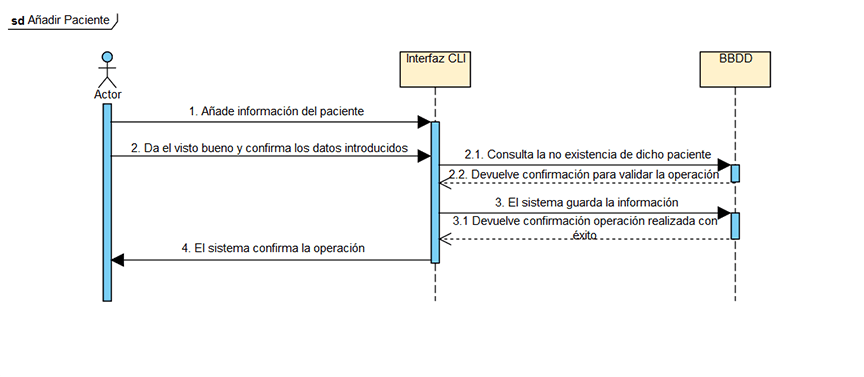 sd Añadir Paciente
Interfaz CLI
BBDD
Actor
1. Añade información del paciente
2. Da el visto bueno y confirma los datos introducidos
2.1. Consulta la no existencia de dicho paciente
2.2. Devuelve confirmación para validar la operación
3. El sistema guarda la información
3.1 Devuelve confirmación operación realizada con
éxito
4. El sistema confirma la operación